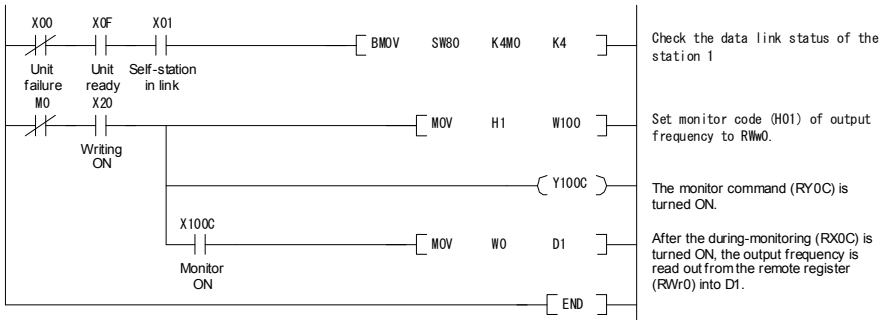 X00 X0F X01
BMOV SW80 K4M0 K4
Check the data link status of the
station 1
Unit Unit Self-station
failure ready in link
M0 X20
MOV H1 W100
Set monitor code (H01) of output
frequency to RWw0.
Writing
ON
Y100C
The monitor command (RY0C) is
turned ON.
X100C
MOV W0 D1
After the during-monitoring (RX0C) is
turned ON, the output frequency is
read out from the remote register
(RWr0) into D1.
Monitor
ON
END